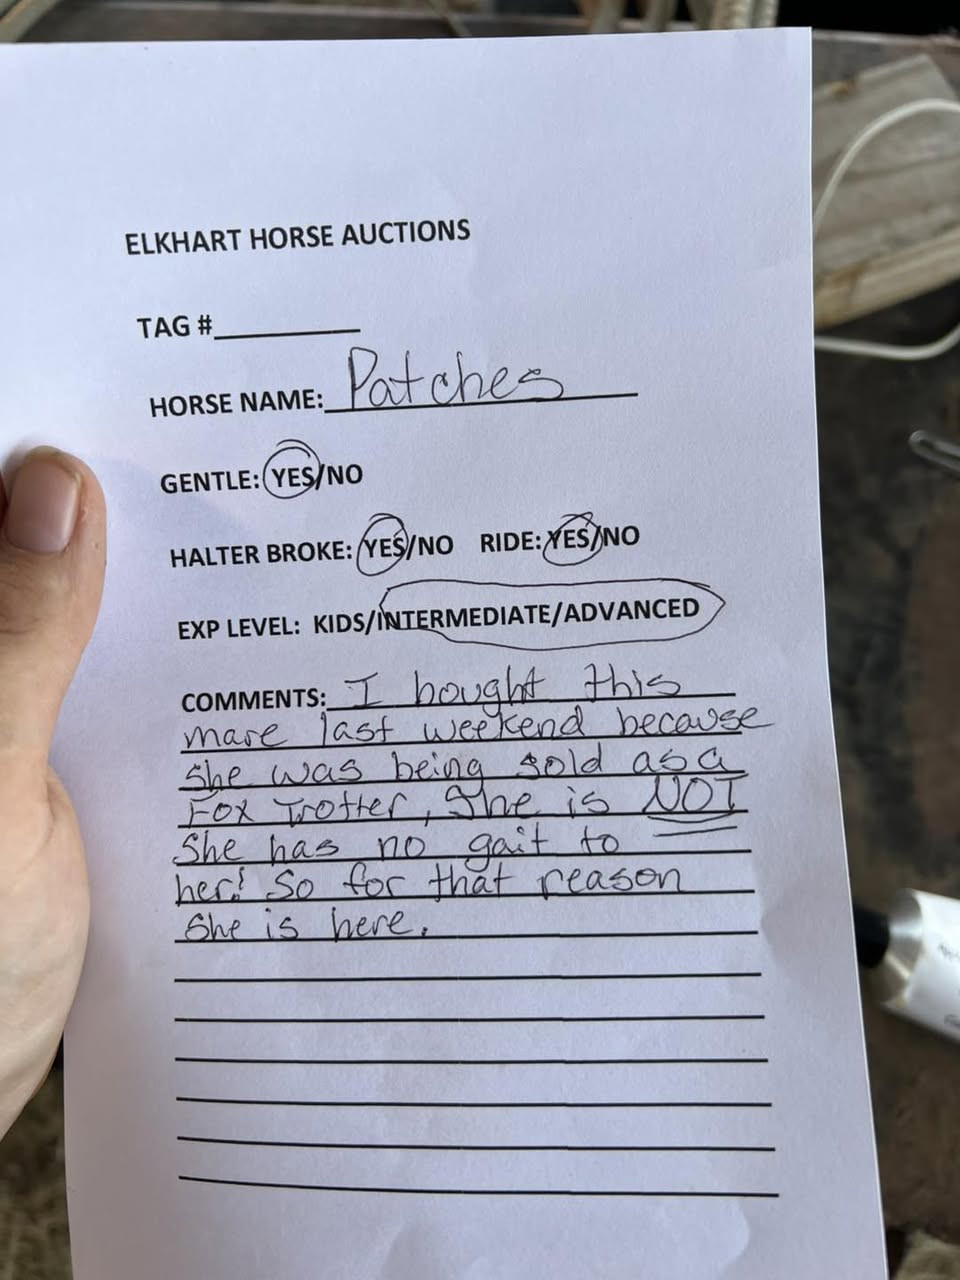 ELKHART HORSE AUCTIONS
TAG #
HORSE NAME: Patches
GENTLE: YES/NO
HALTER BROKE: YES/NO RIDE: YES/NO
EXP LEVEL: KIDS/INTERMEDIATE/ADVANCED
COMMENTS: I bought this
mare last weekend because
she was being sold as a
Fox Trotter, She is NOT
She has no gait to
her! So for that reason
She is here.